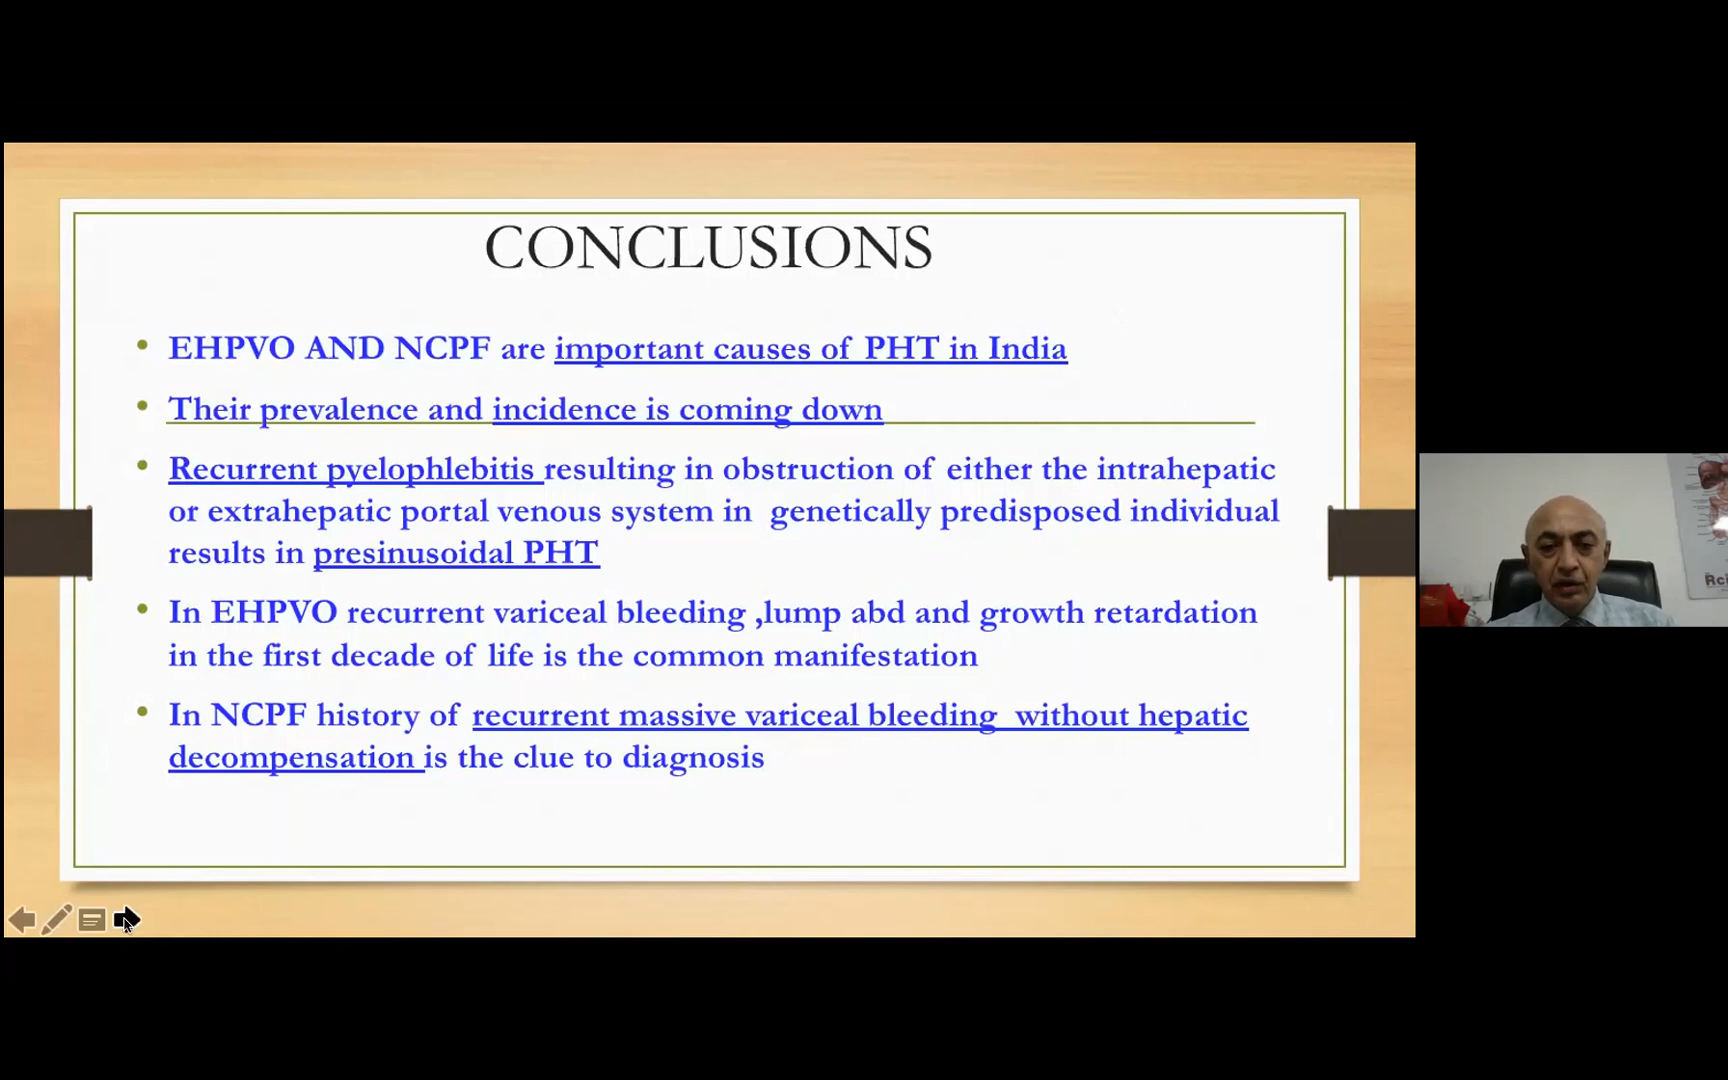 CONCLUSIONS
• EHPVO AND NCPF are important causes of PHT in India
• Their prevalence and incidence is coming down
• Recurrent pyelophlebitis resulting in obstruction of either the intrahepatic
or extrahepatic portal venous system in genetically predisposed individual
results in presinusoidal PHT
• In EHPVO recurrent variceal bleeding ,lump abd and growth retardation
in the first decade of life is the common manifestation
• In NCPF history of recurrent massive variceal bleeding without hepatic
decompensation is the clue to diagnosis